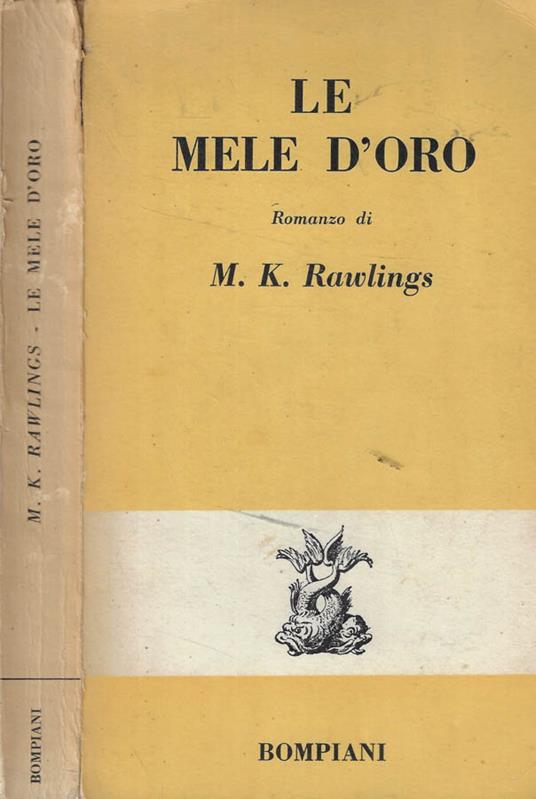 M. K. RAWLINGS - LE MELE D'ORO
BOMPIANI
LE
MELE D'ORO
Romanzo di
M. K. Rawlings
BOMPIANI